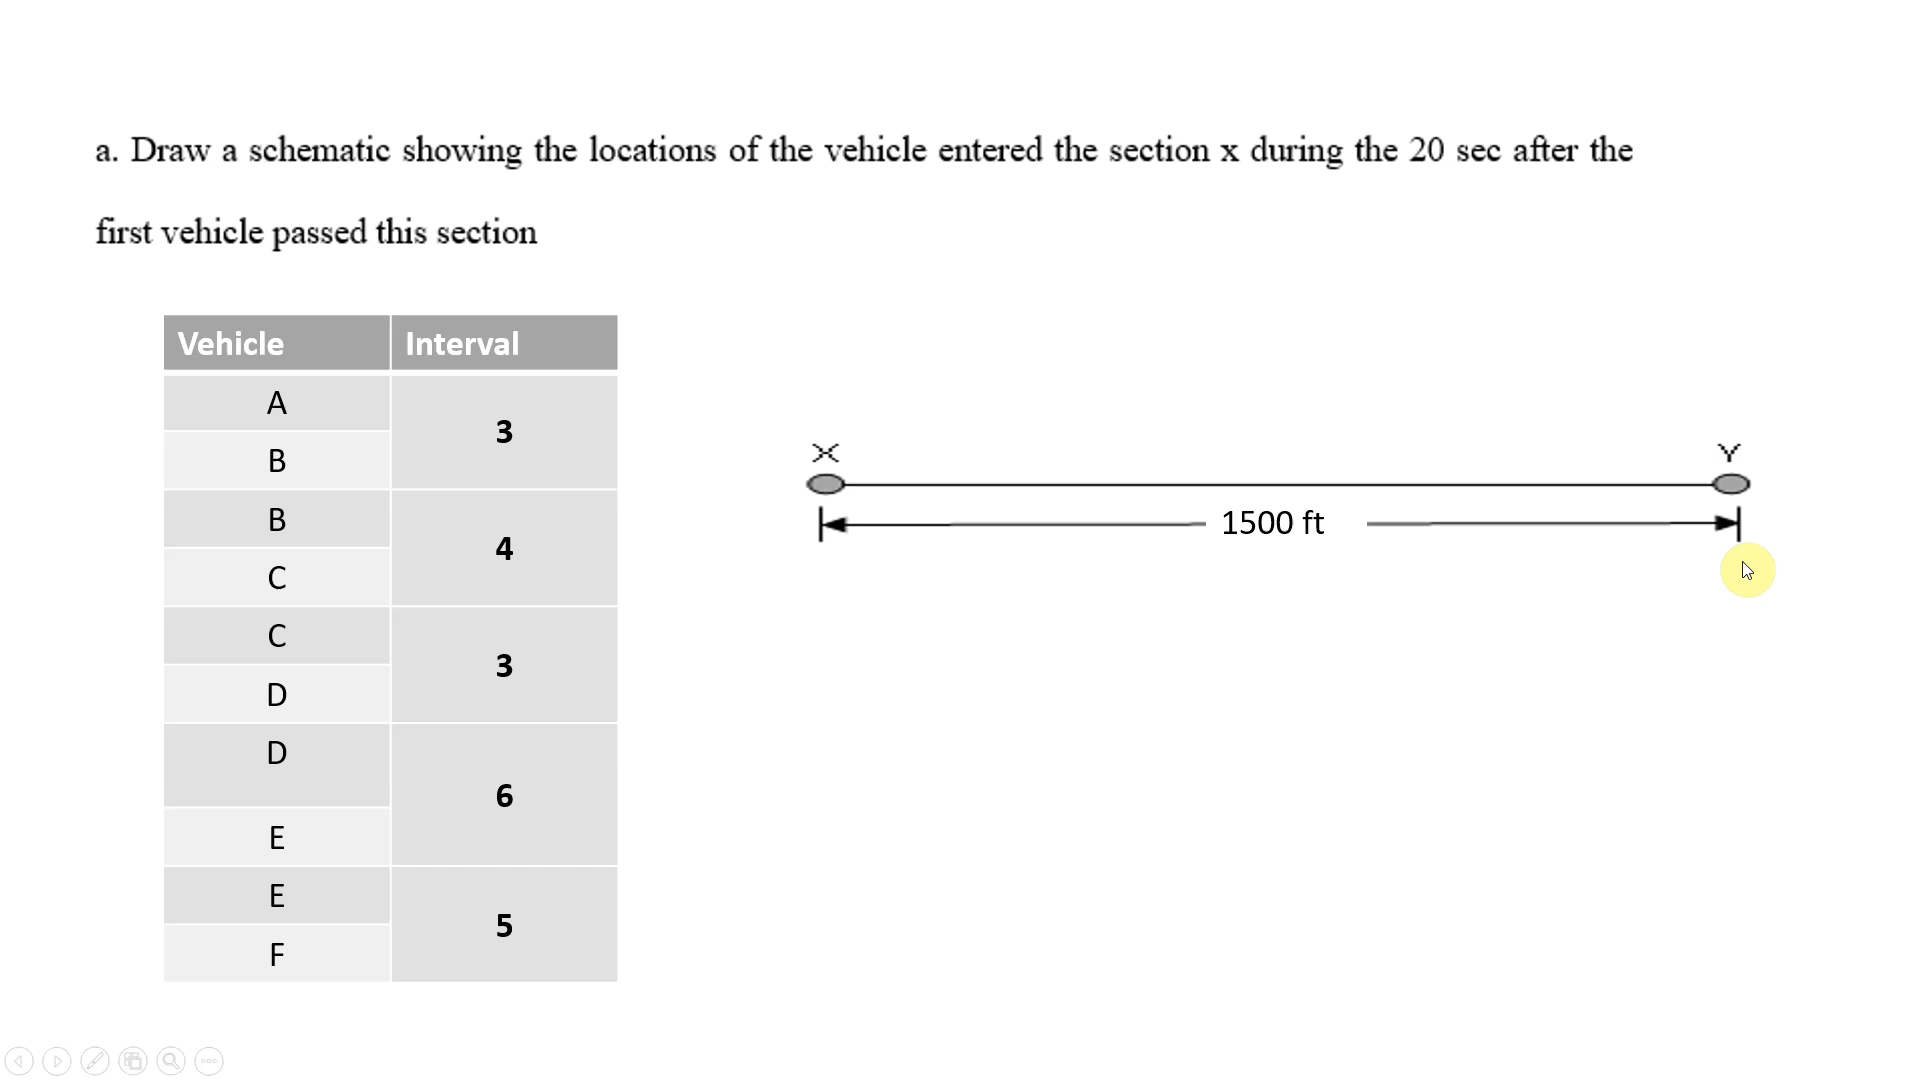 a. Draw a schematic showing the locations of the vehicle entered the section x during the 20 sec after the
first vehicle passed this section
Vehicle Interval
A
3
B
B
4
C
C
3
D
D
6
E
E
5
F
X Y
1500 ft